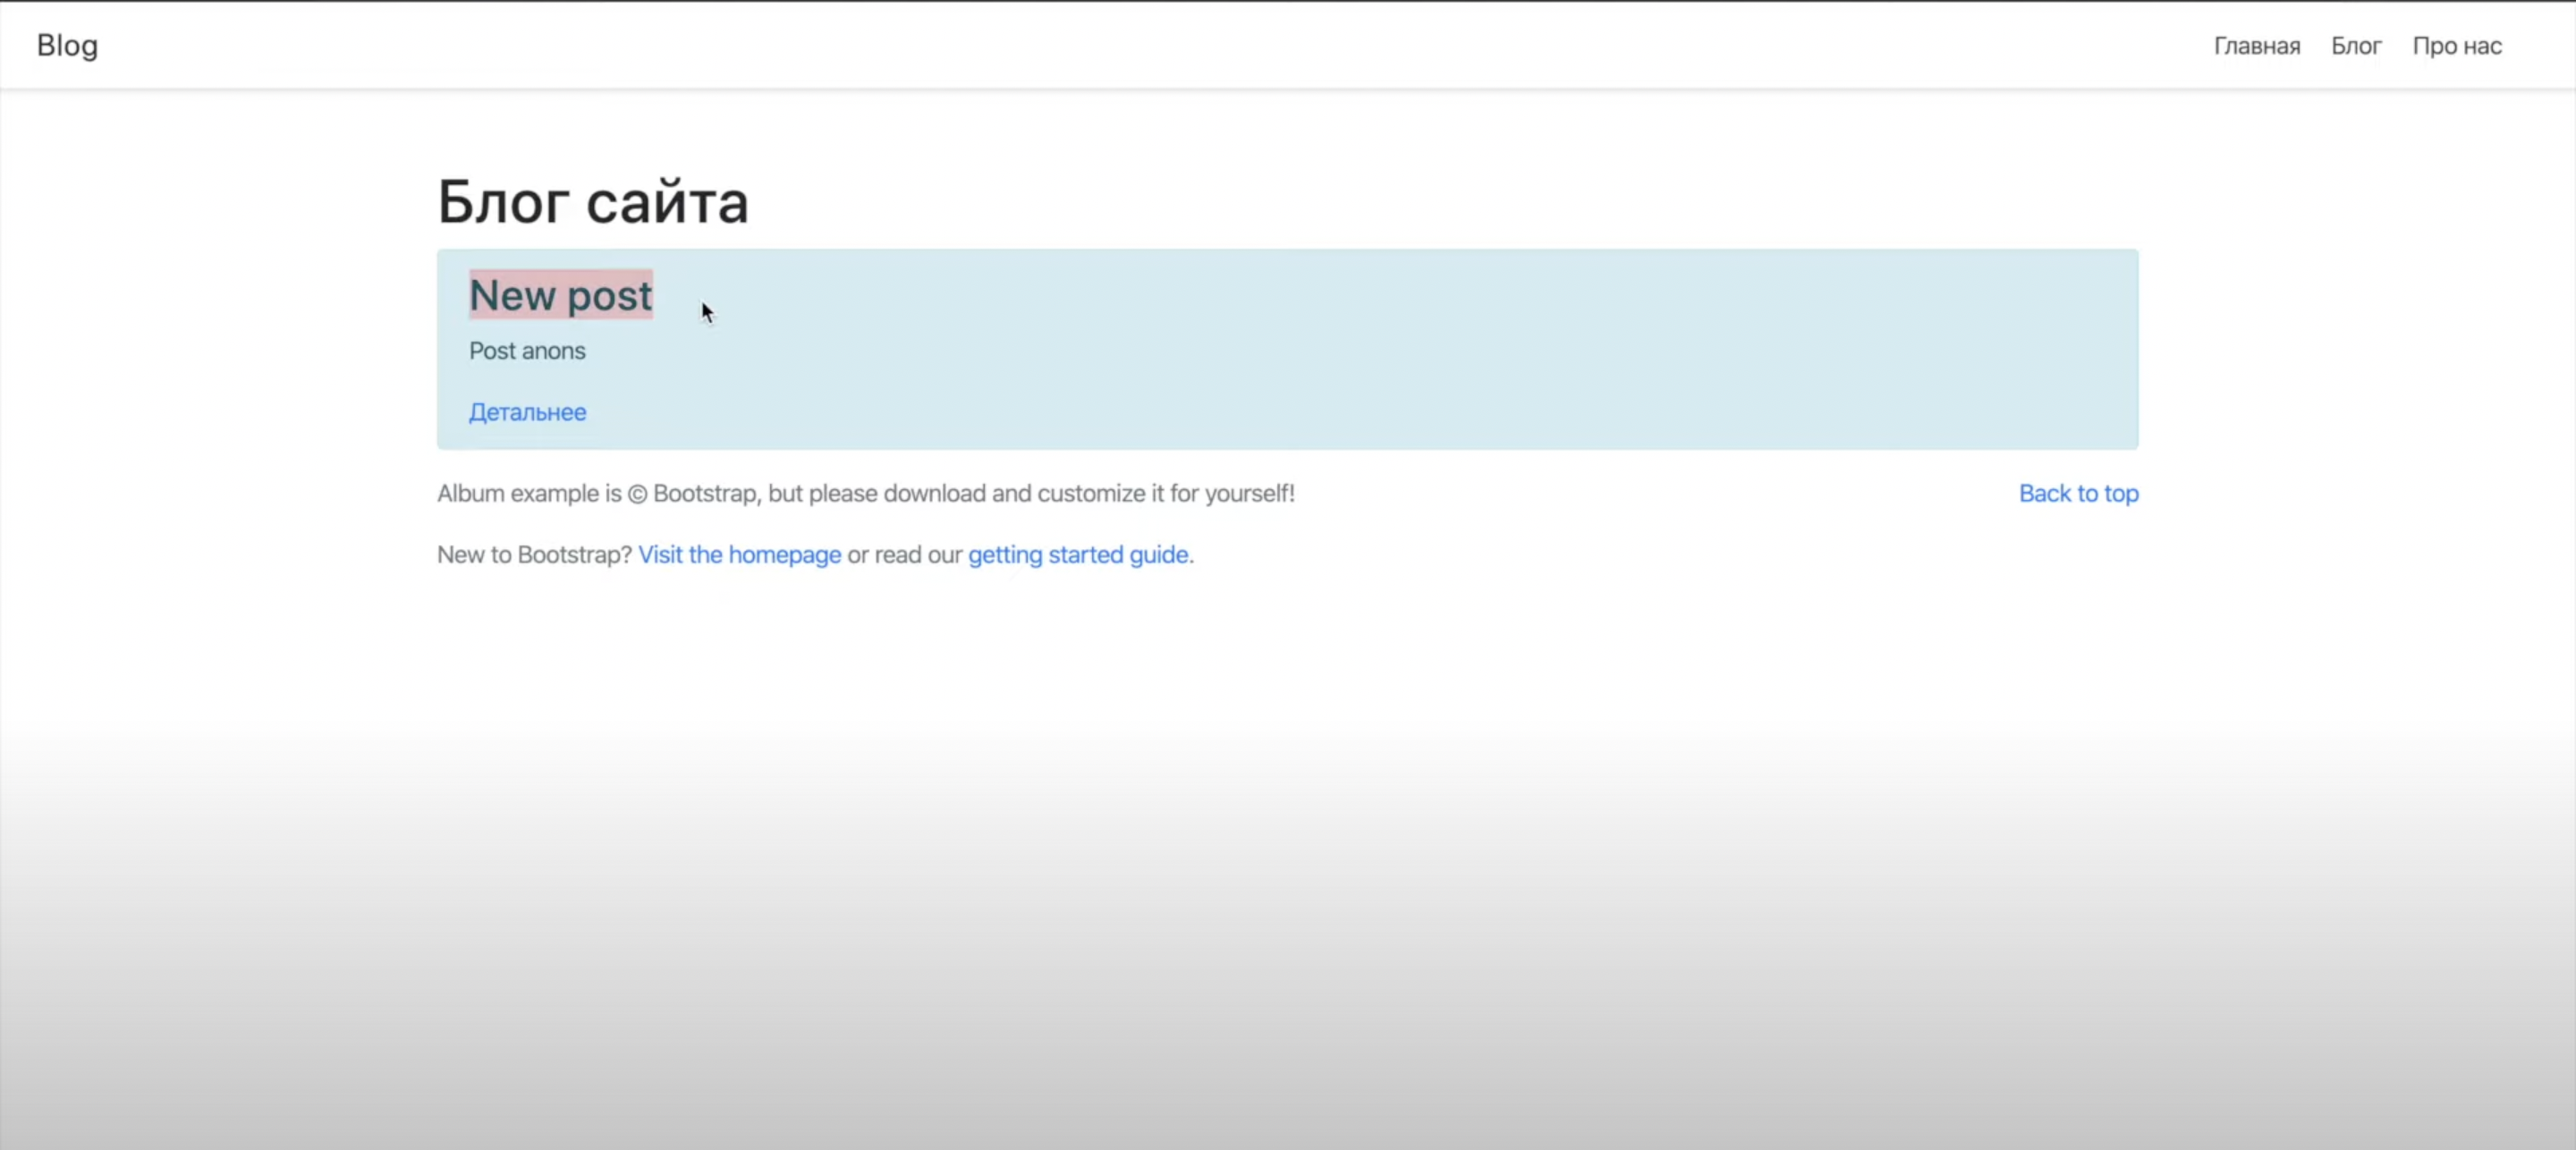 Blog
Главная Блог Про нас
Блог сайта
New post
Post anons
Детальнее
Album example is © Bootstrap, but please download and customize it for yourself!
Back to top
New to Bootstrap? Visit the homepage or read our getting started guide.